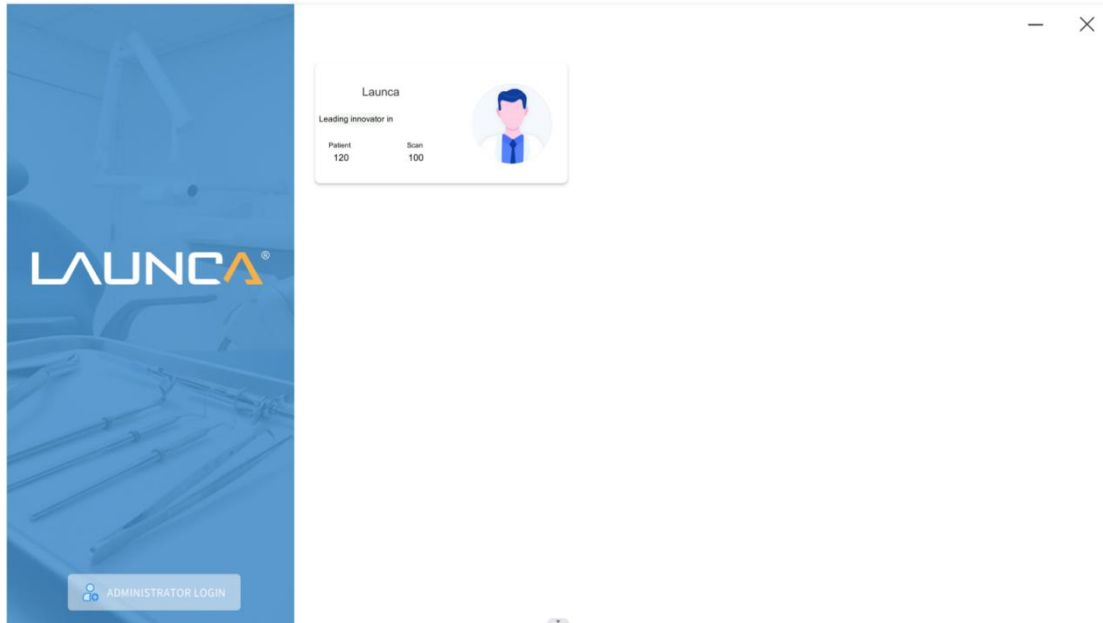 LAUNCA®
ADMINISTRATOR LOGIN
Launca
Leading innovator in
Patient Scan
120 100